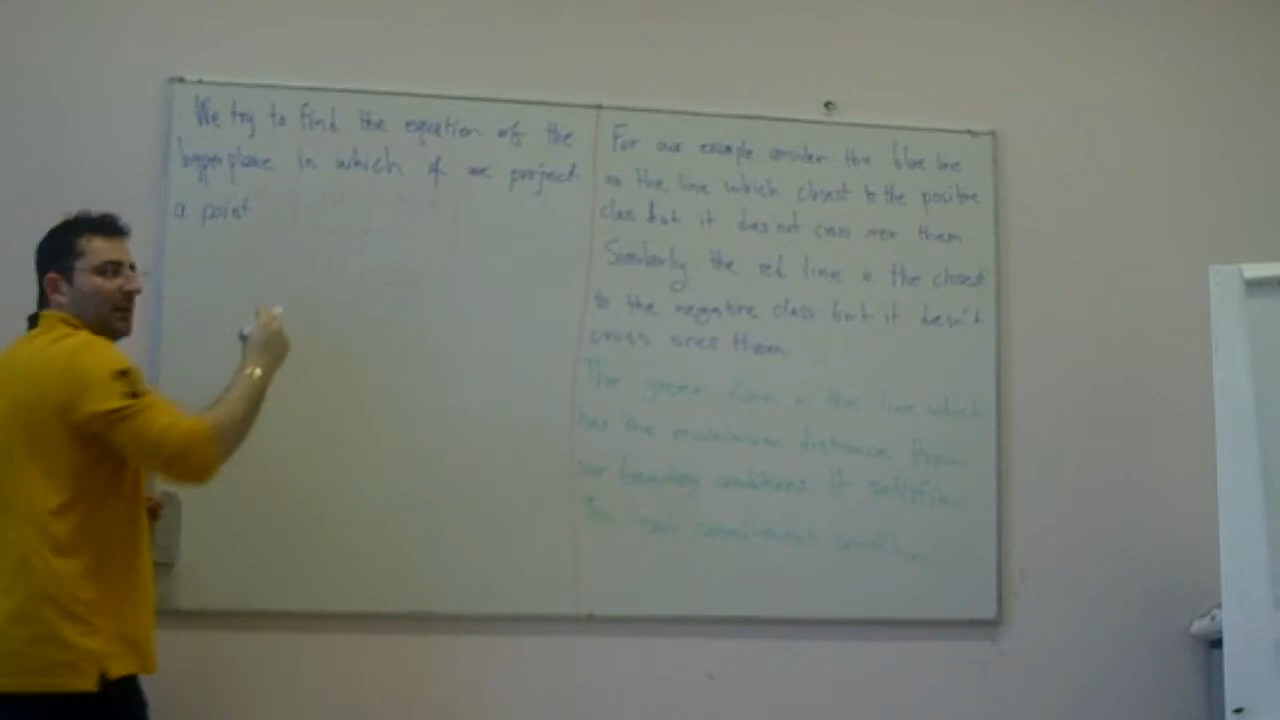 We try to find the equation of the
hyperplane in which if we project
a point
For our example consider the blue line
as the line which closest to the positive
class but it does not cross over them
Similarly the red line is the closest
to the negative class but it doesn't
cross over them.
The green line is the line which
has the maximum distance from
our boundary conditions. It satisfies
the